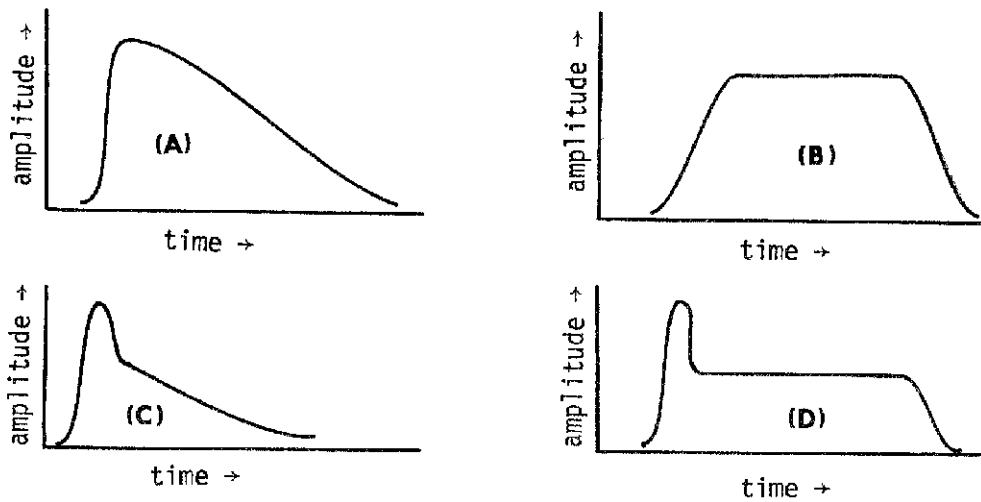 amplitude →
(A)
time →
amplitude →
(B)
time →
amplitude →
(C)
time →
amplitude →
(D)
time →